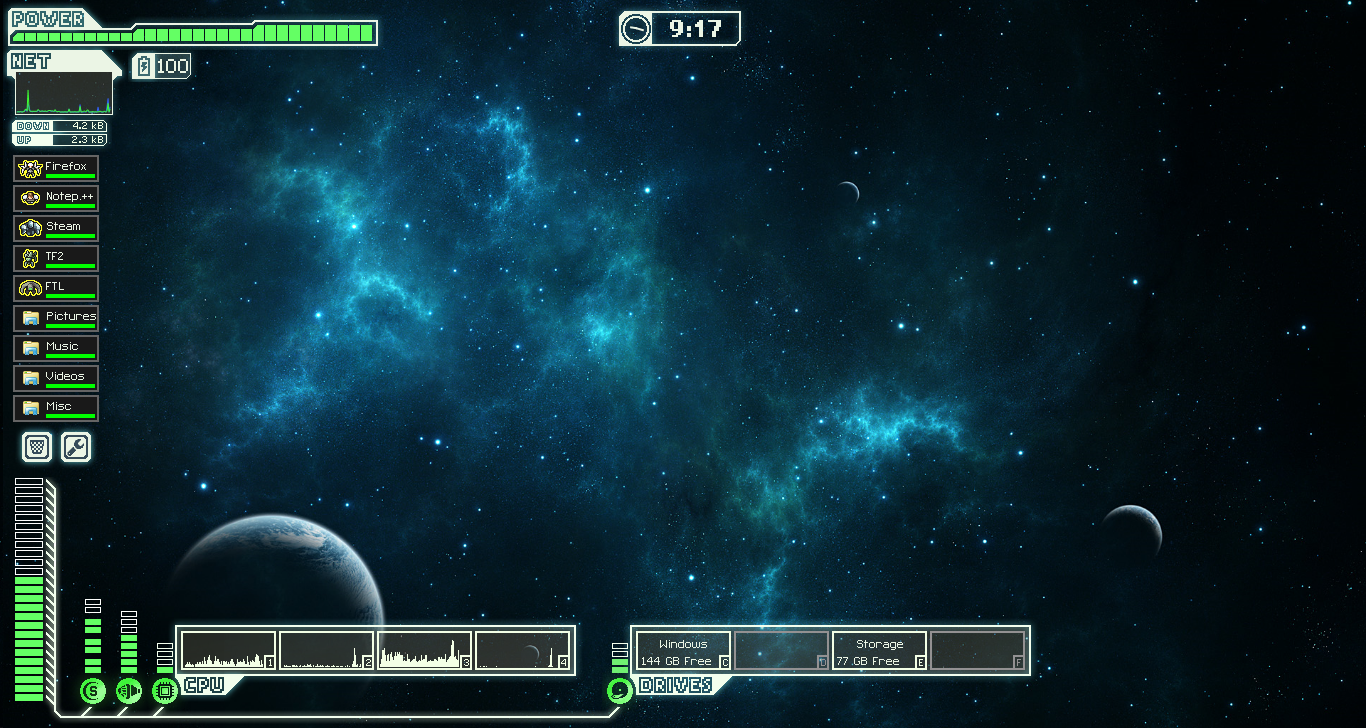 POWER
9:17
NET
100
DOWN 4.2 kB
UP 2.3 kB
Firefox
Notep.++
Steam
TF2
FTL
Pictures
Music
Videos
Misc
1
2
3
4
Windows
144 GB Free C
D
Storage
77 GB Free E
F
S
CPU
DRIVES